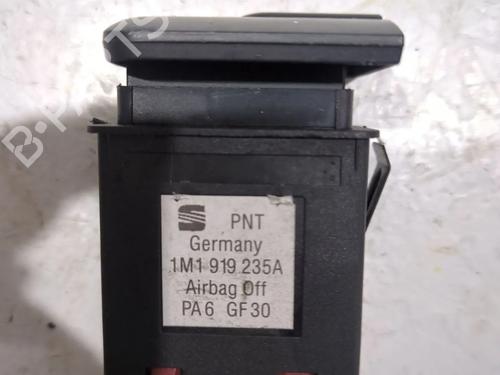 PNT
Germany
1M1 919 235A
Airbag Off
PA6 GF30